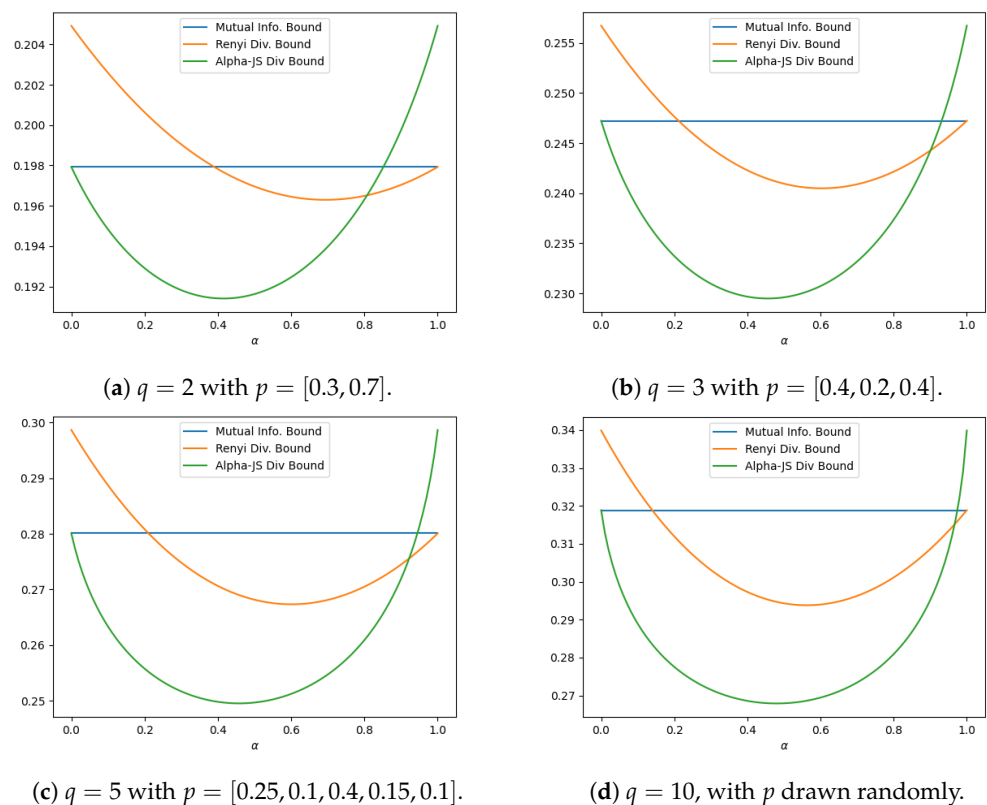 Mutual Info. Bound
Renyi Div. Bound
Alpha-JS Div Bound
0.204
0.202
0.200
0.198
0.196
0.194
0.192
0.0 0.2 0.4 0.6 0.8 1.0
α
(a) q = 2 with p = [0.3, 0.7].
Mutual Info. Bound
Renyi Div. Bound
Alpha-JS Div Bound
0.255
0.250
0.245
0.240
0.235
0.230
0.0 0.2 0.4 0.6 0.8 1.0
α
(b) q = 3 with p = [0.4, 0.2, 0.4].
Mutual Info. Bound
Renyi Div. Bound
Alpha-JS Div Bound
0.30
0.29
0.28
0.27
0.26
0.25
0.0 0.2 0.4 0.6 0.8 1.0
α
(c) q = 5 with p = [0.25, 0.1, 0.4, 0.15, 0.1].
Mutual Info. Bound
Renyi Div. Bound
Alpha-JS Div Bound
0.34
0.33
0.32
0.31
0.30
0.29
0.28
0.27
0.0 0.2 0.4 0.6 0.8 1.0
α
(d) q = 10, with p drawn randomly.